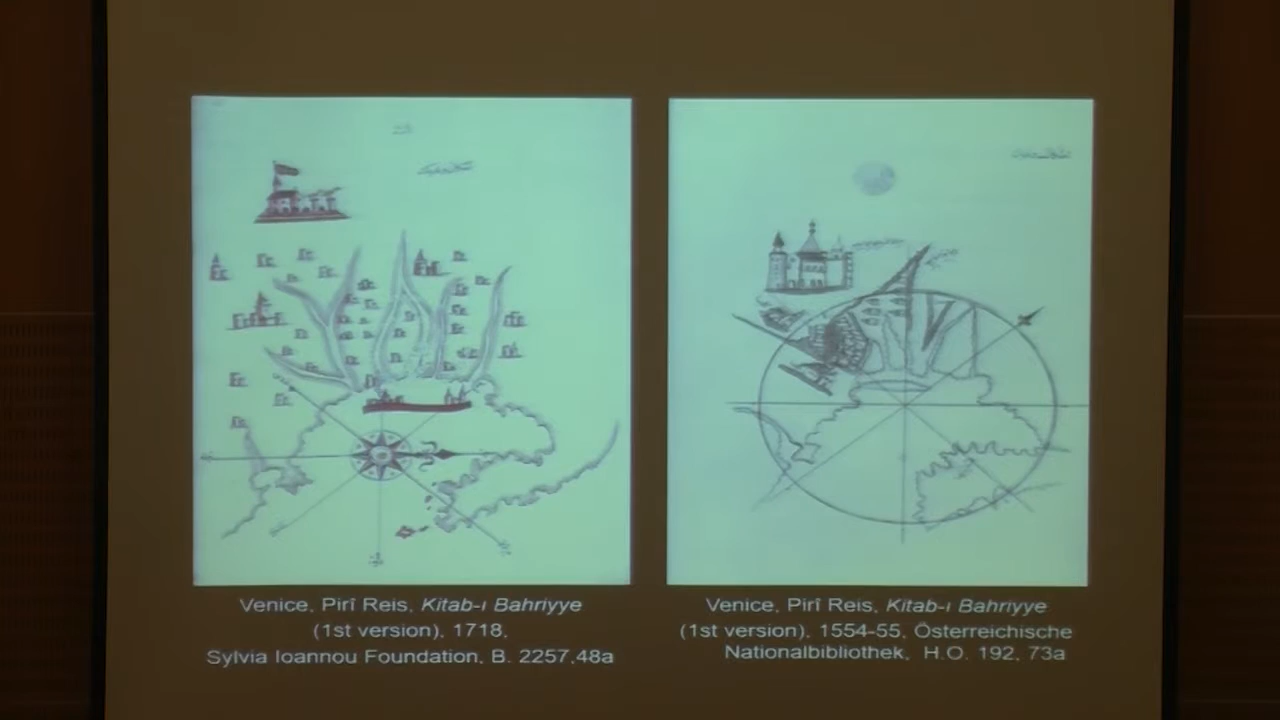 Venice, Pirî Reis, Kitab-ı Bahriyye
(1st version), 1718,
Sylvia Ioannou Foundation, B. 2257,48a
Venice, Pirî Reis, Kitab-ı Bahriyye
(1st version), 1554-55, Österreichische
Nationalbibliothek, H.O. 192, 73a